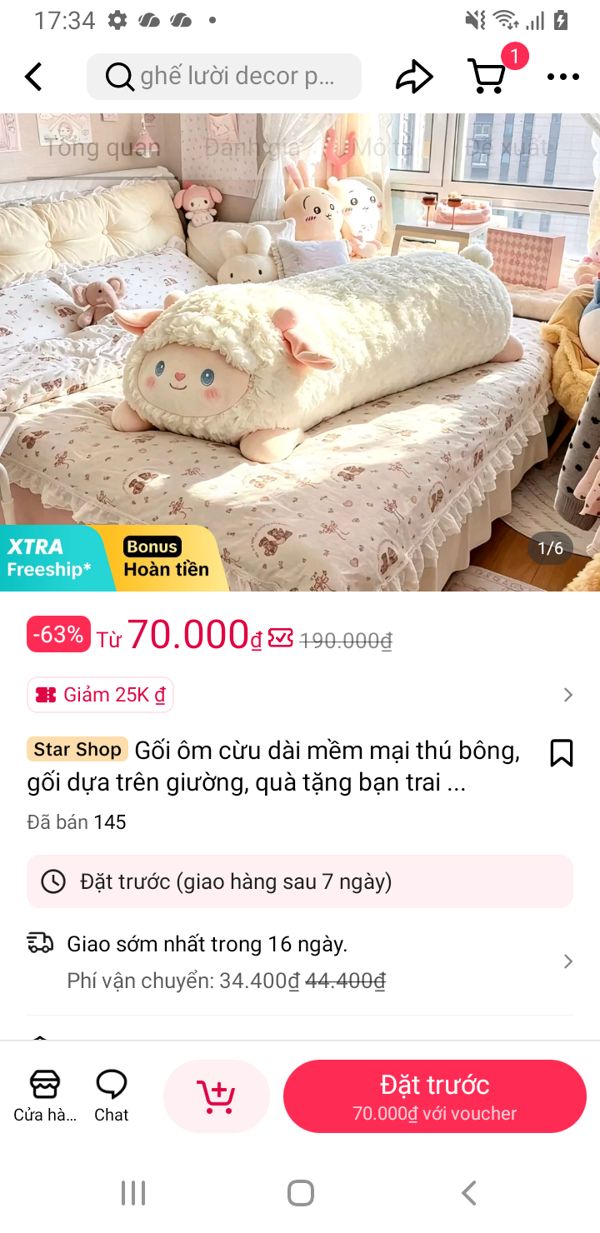 17:34
1
ghế lười decor p...
Tổng quan Đánh giá Mô tả Đề xuất
XTRA
Freeship*
Bonus
Hoàn tiền
1/6
-63% Từ 70.000₫ 190.000₫
Giảm 25K ₫
Star Shop Gối ôm cừu dài mềm mại thú bông,
gối dựa trên giường, quà tặng bạn trai ...
Đã bán 145
Đặt trước (giao hàng sau 7 ngày)
Giao sớm nhất trong 16 ngày.
Phí vận chuyển: 34.400₫ 44.400₫
Cửa hà... Chat
Đặt trước
70.000₫ với voucher